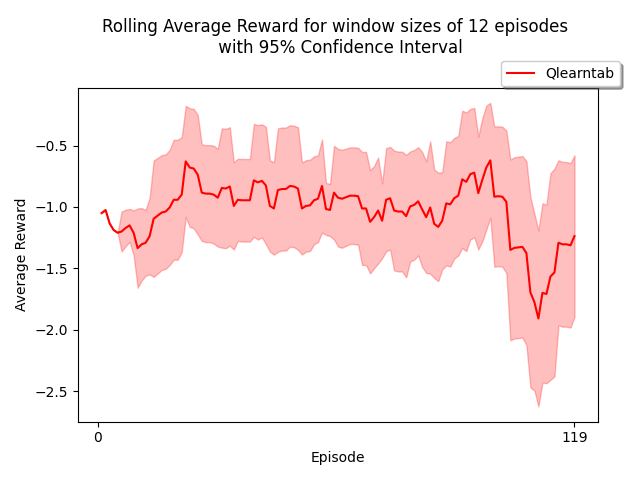 Rolling Average Reward for window sizes of 12 episodes
with 95% Confidence Interval
Qlearntab
Average Reward
−0.5
−1.0
−1.5
−2.0
−2.5
0
119
Episode